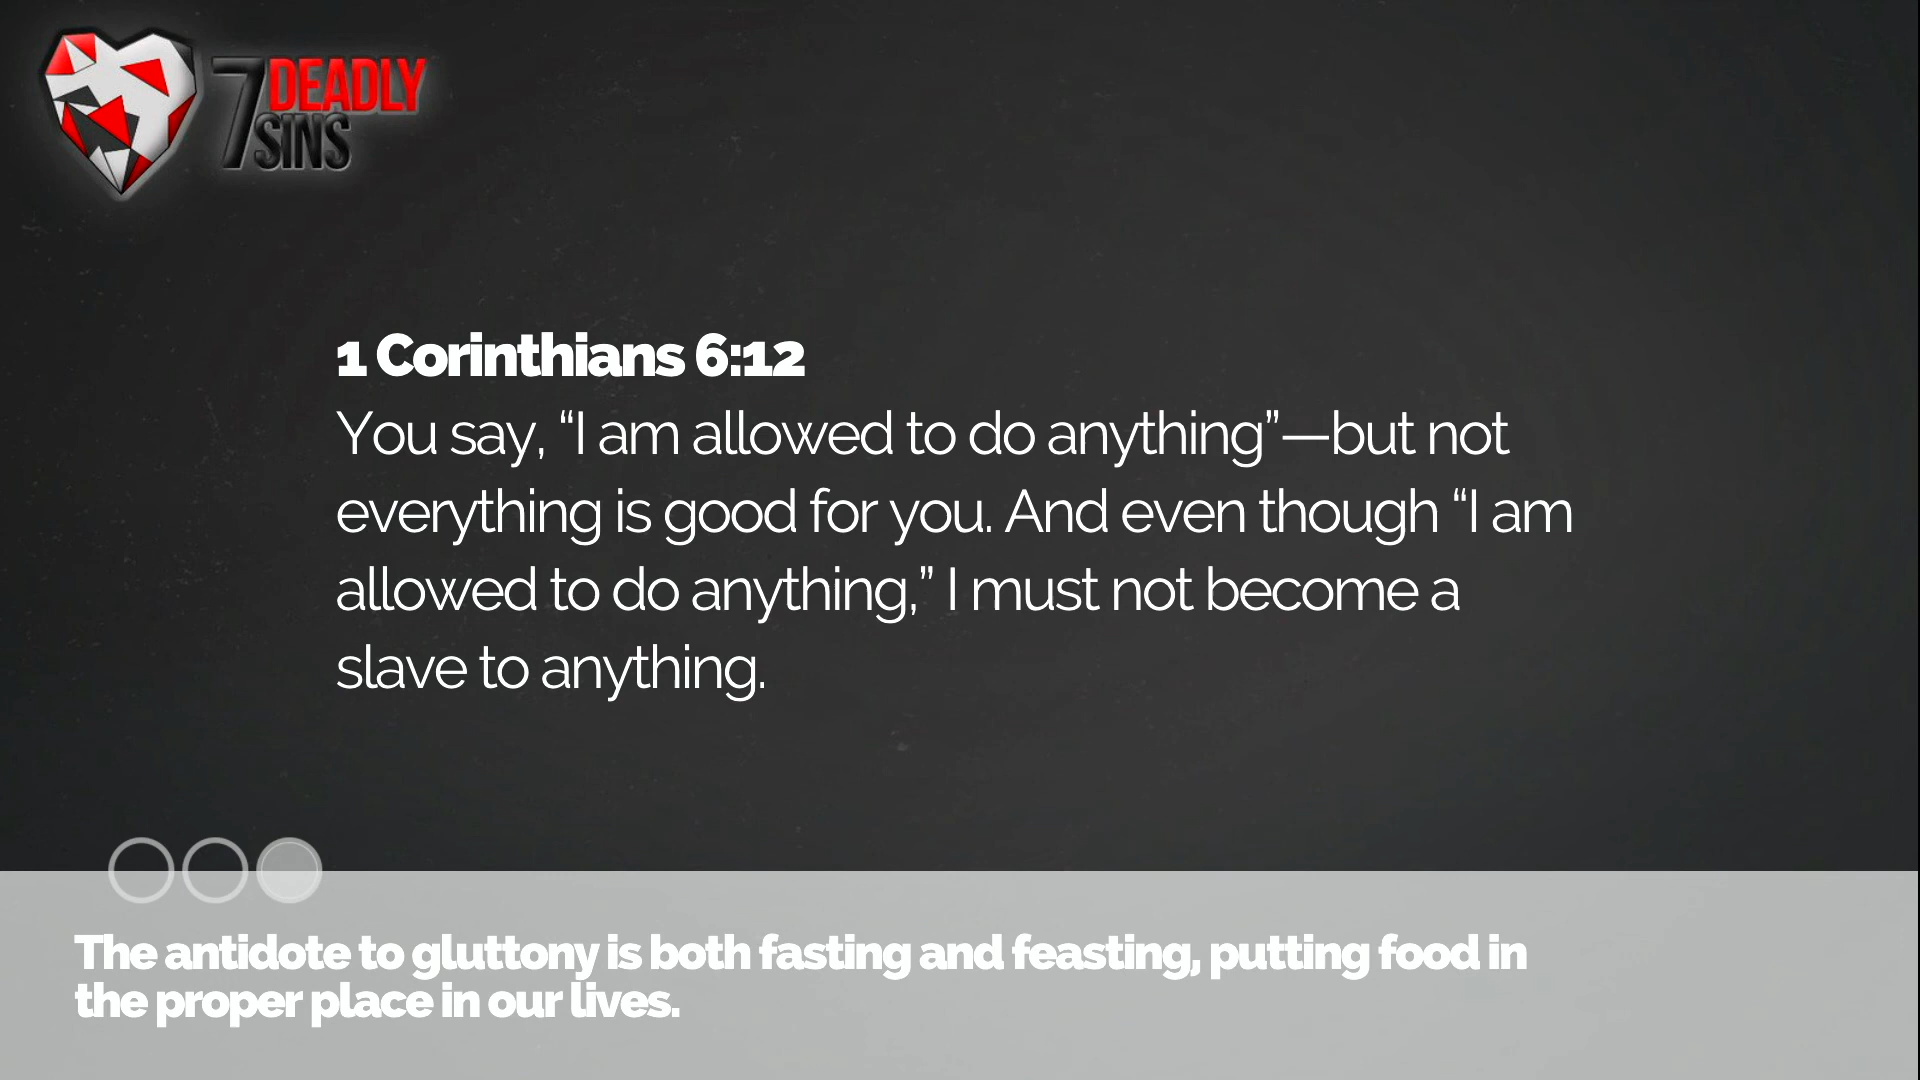 7 DEADLY
SINS
1 Corinthians 6:12
You say, “I am allowed to do anything”—but not
everything is good for you. And even though “I am
allowed to do anything,” I must not become a
slave to anything.
The antidote to gluttony is both fasting and feasting, putting food in
the proper place in our lives.